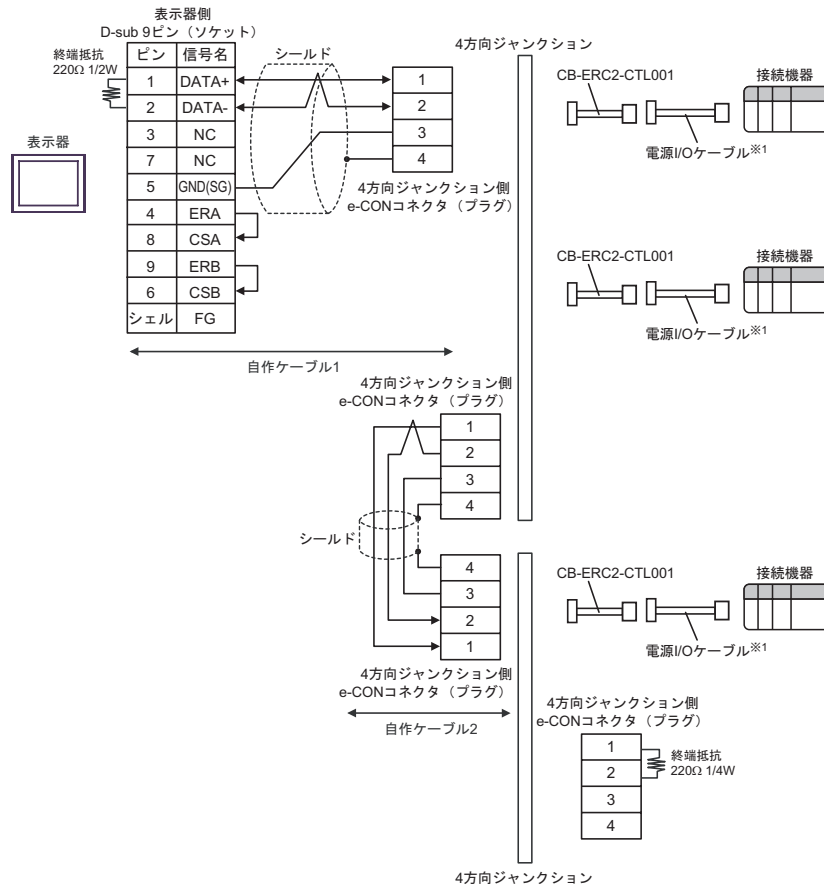 表示器側
D-sub 9ピン（ソケット）
終端抵抗
220Ω 1/2W
ピン 信号名
1 DATA+
2 DATA-
3 NC
7 NC
5 GND(SG)
4 ERA
8 CSA
9 ERB
6 CSB
シェル FG
表示器
シールド
1
2
3
4
4方向ジャンクション側
e-CONコネクタ（プラグ）
自作ケーブル1
4方向ジャンクション
CB-ERC2-CTL001
接続機器
電源I/Oケーブル※1
CB-ERC2-CTL001
接続機器
電源I/Oケーブル※1
4方向ジャンクション側
e-CONコネクタ（プラグ）
1
2
3
4
シールド
4
3
2
1
4方向ジャンクション側
e-CONコネクタ（プラグ）
自作ケーブル2
CB-ERC2-CTL001
接続機器
電源I/Oケーブル※1
4方向ジャンクション側
e-CONコネクタ（プラグ）
1
2
3
4
終端抵抗
220Ω 1/4W
4方向ジャンクション